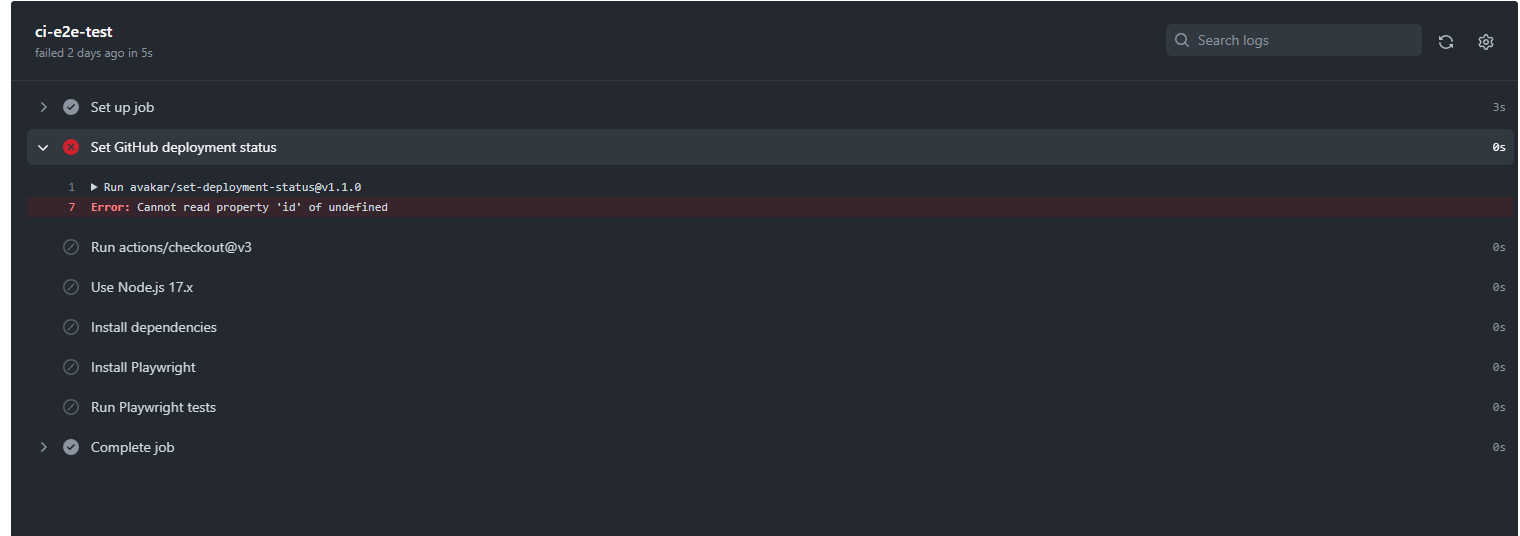 ci-e2e-test
failed 2 days ago in 5s
Search logs
Set up job 3s
Set GitHub deployment status 0s
1 Run avakar/set-deployment-status@v1.1.0
7 Error: Cannot read property 'id' of undefined
Run actions/checkout@v3 0s
Use Node.js 17.x 0s
Install dependencies 0s
Install Playwright 0s
Run Playwright tests 0s
Complete job 0s